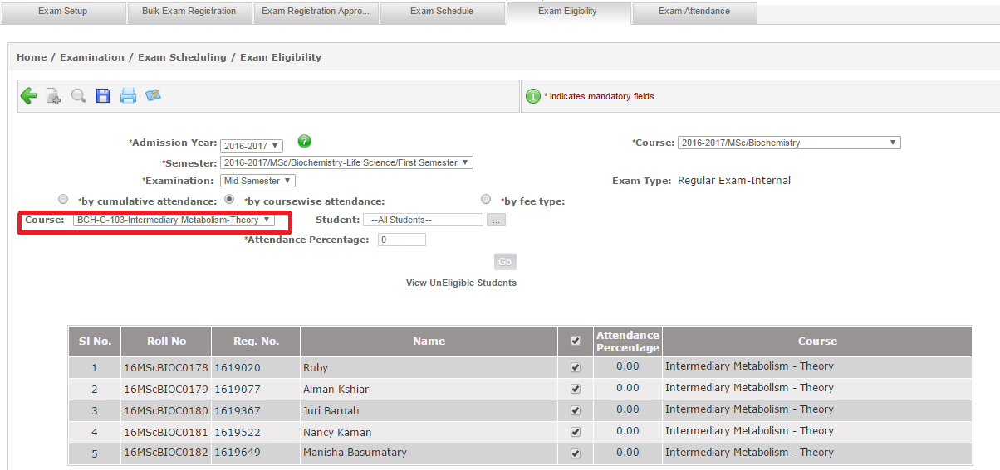 Exam Setup Bulk Exam Registration Exam Registration Appro... Exam Schedule Exam Eligibility Exam Attendance
Home / Examination / Exam Scheduling / Exam Eligibility
* indicates mandatory fields
*Admission Year: 2016-2017 *Course: 2016-2017/MSc/Biochemistry
*Semester: 2016-2017/MSc/Biochemistry-Life Science/First Semester
*Examination: Mid Semester Exam Type: Regular Exam-Internal
*by cumulative attendance: *by coursewise attendance: *by fee type:
Course: BCH-C-103-Intermediary Metabolism-Theory Student: --All Students-- ...
*Attendance Percentage: 0
Go
View UnEligible Students
Sl No. Roll No Reg. No. Name Attendance Percentage Course
1 16MScBIOC0178 1619020 Ruby 0.00 Intermediary Metabolism - Theory
2 16MScBIOC0179 1619077 Alman Kshiar 0.00 Intermediary Metabolism - Theory
3 16MScBIOC0180 1619367 Juri Baruah 0.00 Intermediary Metabolism - Theory
4 16MScBIOC0181 1619522 Nancy Kaman 0.00 Intermediary Metabolism - Theory
5 16MScBIOC0182 1619649 Manisha Basumatary 0.00 Intermediary Metabolism - Theory